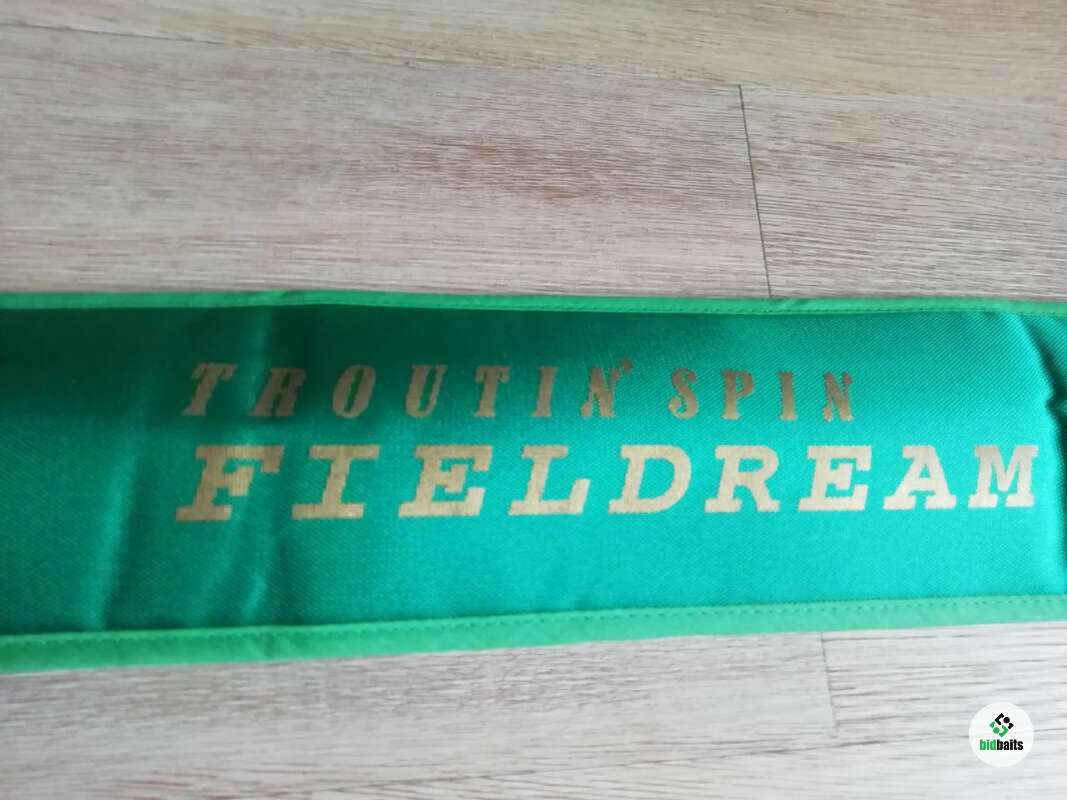 TROUTIN' SPIN
FIELDREAM
bidbaits